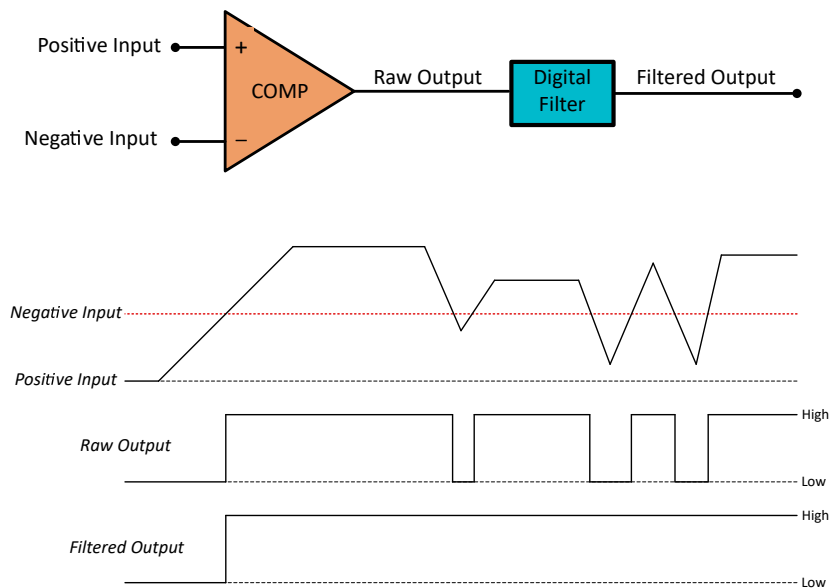 Positive Input
+
COMP
Raw Output
Digital
Filter
Filtered Output
Negative Input
−
Negative Input
Positive Input
High
Raw Output
Low
High
Filtered Output
Low